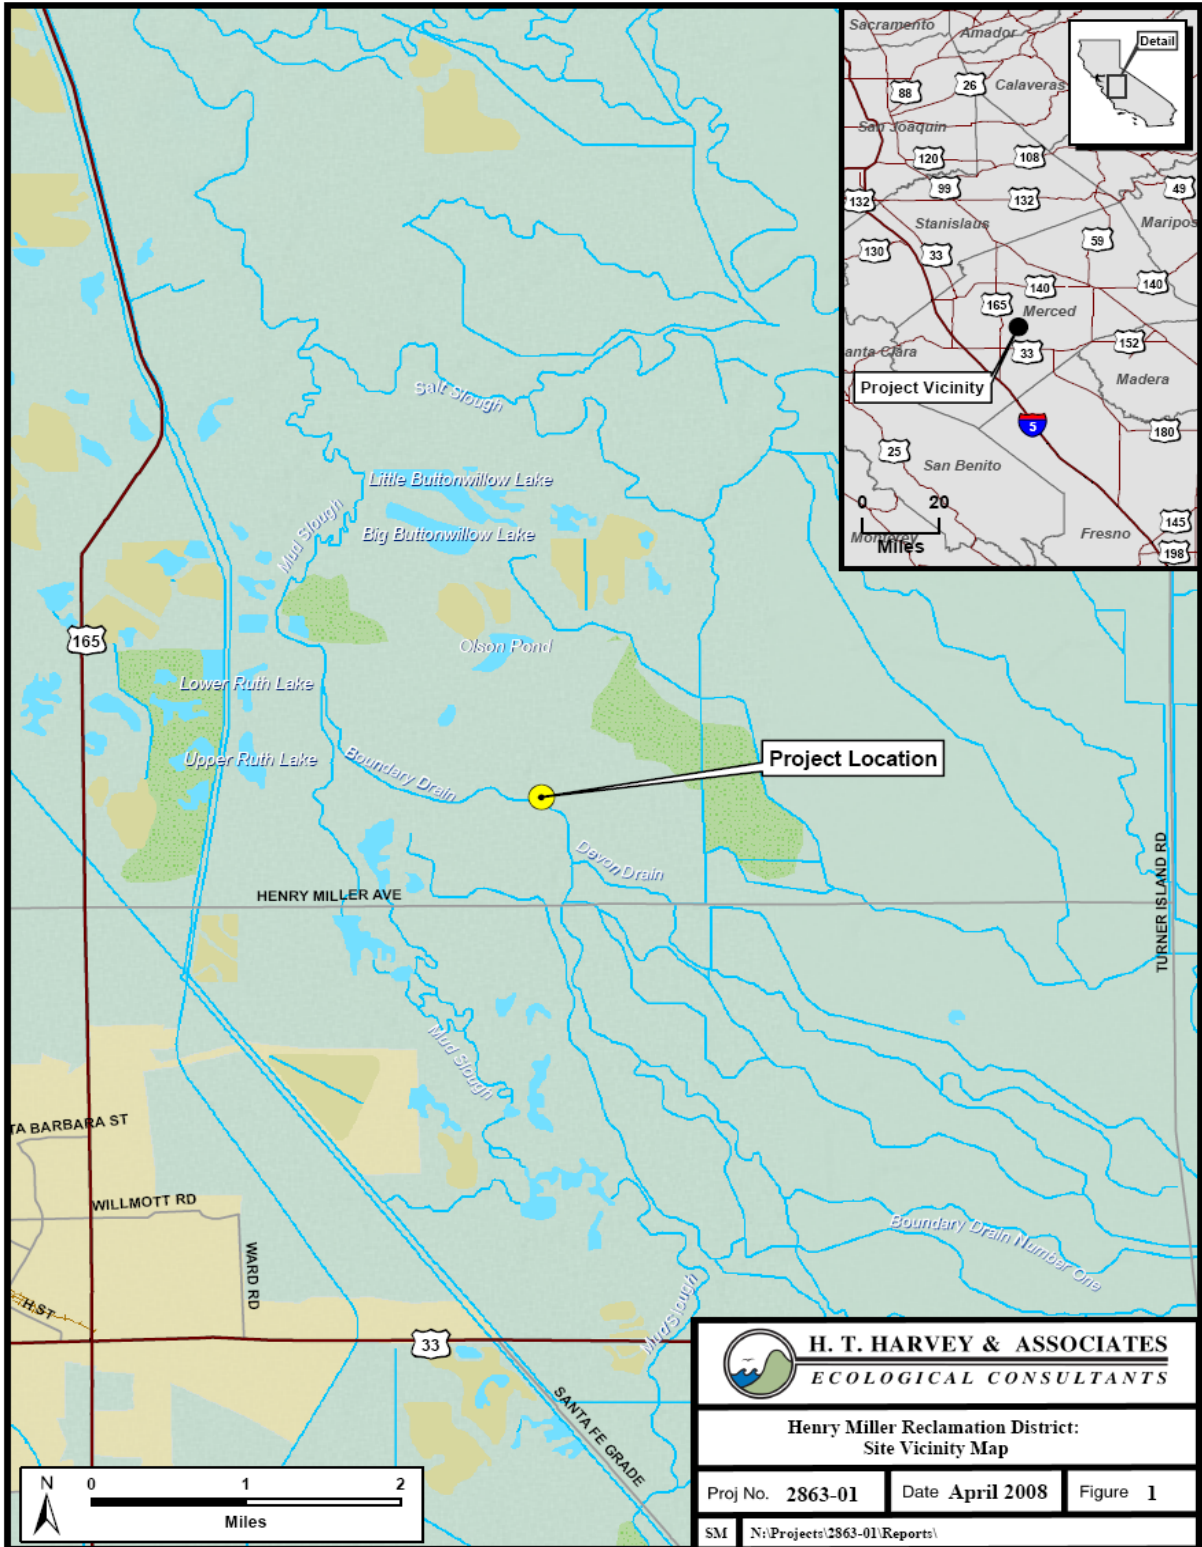 Sacramento
Amador
Detail
88
26
Calaveras
San Joaquin
120
108
99
132
132
49
Stanislaus
Maripos
130
33
59
140
140
165
Merced
33
152
anta Clara
Madera
Project Vicinity
5
180
25
San Benito
0 20
Miles
Monterey
Fresno
145
198
Salt Slough
Little Buttonwillow Lake
Mud Slough
Big Buttonwillow Lake
165
Olson Pond
Lower Ruth Lake
Upper Ruth Lake
Boundary Drain
Project Location
Devon Drain
HENRY MILLER AVE
TURNER ISLAND RD
Mud Slough
TA BARBARA ST
WILLMOTT RD
WARD RD
Boundary Drain Number One
H ST
33
Mud Slough
SANTA FE GRADE
N
0 1 2
Miles
H. T. HARVEY & ASSOCIATES
ECOLOGICAL CONSULTANTS
Henry Miller Reclamation District:
Site Vicinity Map
Proj No. 2863-01
Date April 2008
Figure 1
SM N:\Projects\2863-01\Reports\